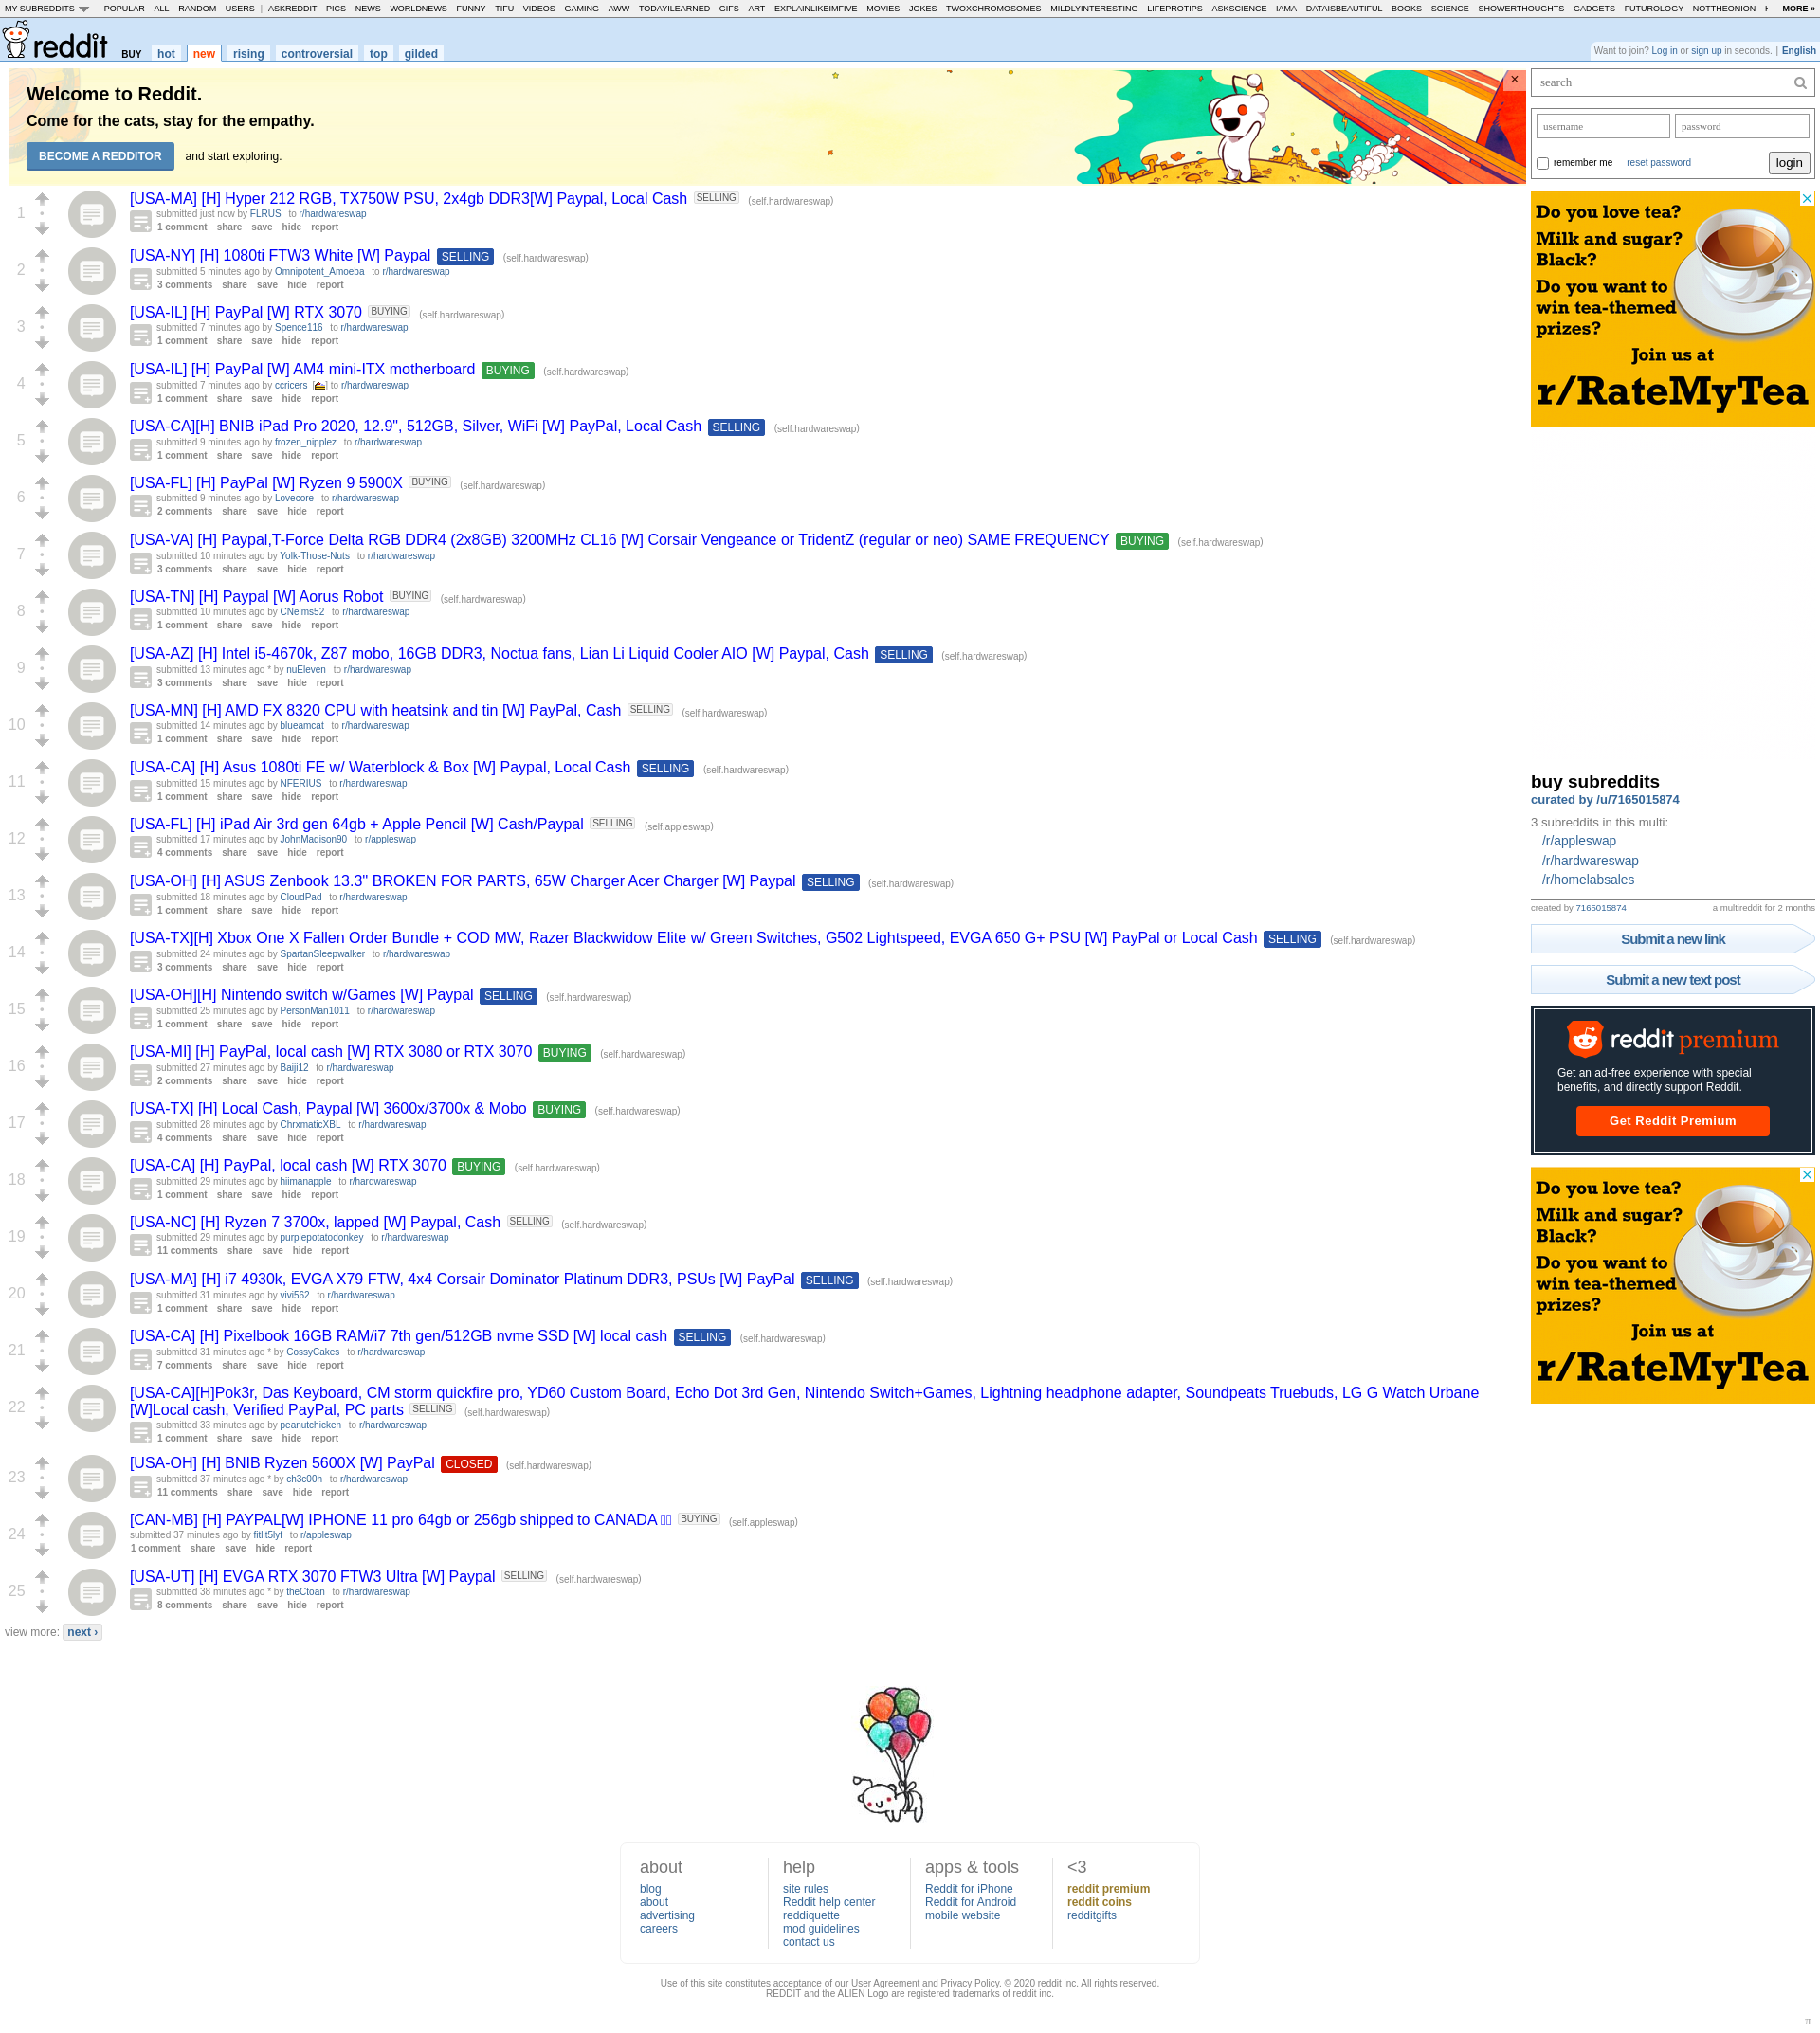 MY SUBREDDITS POPULAR - ALL - RANDOM - USERS | ASKREDDIT - PICS - NEWS - WORLDNEWS - FUNNY - TIFU - VIDEOS - GAMING - AWW - TODAYILEARNED - GIFS - ART - EXPLAINLIKEIMFIVE - MOVIES - JOKES - TWOXCHROMOSOMES - MILDLYINTERESTING - LIFEPROTIPS - ASKSCIENCE - IAMA - DATAISBEAUTIFUL - BOOKS - SCIENCE - SHOWERTHOUGHTS - GADGETS - FUTUROLOGY - NOTTHEONION - MORE »
reddit BUY hot new rising controversial top gilded
Want to join? Log in or sign up in seconds. | English
Welcome to Reddit.
Come for the cats, stay for the empathy.
BECOME A REDDITOR and start exploring.
×
1
[USA-MA] [H] Hyper 212 RGB, TX750W PSU, 2x4gb DDR3[W] Paypal, Local Cash SELLING (self.hardwareswap)
submitted just now by FLRUS to r/hardwareswap
1 comment share save hide report
2
[USA-NY] [H] 1080ti FTW3 White [W] Paypal SELLING (self.hardwareswap)
submitted 5 minutes ago by Omnipotent_Amoeba to r/hardwareswap
3 comments share save hide report
3
[USA-IL] [H] PayPal [W] RTX 3070 BUYING (self.hardwareswap)
submitted 7 minutes ago by Spence116 to r/hardwareswap
1 comment share save hide report
4
[USA-IL] [H] PayPal [W] AM4 mini-ITX motherboard BUYING (self.hardwareswap)
submitted 7 minutes ago by ccricers [] to r/hardwareswap
1 comment share save hide report
5
[USA-CA][H] BNIB iPad Pro 2020, 12.9", 512GB, Silver, WiFi [W] PayPal, Local Cash SELLING (self.hardwareswap)
submitted 9 minutes ago by frozen_nipplez to r/hardwareswap
1 comment share save hide report
6
[USA-FL] [H] PayPal [W] Ryzen 9 5900X BUYING (self.hardwareswap)
submitted 9 minutes ago by Lovecore to r/hardwareswap
2 comments share save hide report
7
[USA-VA] [H] Paypal,T-Force Delta RGB DDR4 (2x8GB) 3200MHz CL16 [W] Corsair Vengeance or TridentZ (regular or neo) SAME FREQUENCY BUYING (self.hardwareswap)
submitted 10 minutes ago by Yolk-Those-Nuts to r/hardwareswap
3 comments share save hide report
8
[USA-TN] [H] Paypal [W] Aorus Robot BUYING (self.hardwareswap)
submitted 10 minutes ago by CNelms52 to r/hardwareswap
1 comment share save hide report
9
[USA-AZ] [H] Intel i5-4670k, Z87 mobo, 16GB DDR3, Noctua fans, Lian Li Liquid Cooler AIO [W] Paypal, Cash SELLING (self.hardwareswap)
submitted 13 minutes ago * by nuEleven to r/hardwareswap
3 comments share save hide report
10
[USA-MN] [H] AMD FX 8320 CPU with heatsink and tin [W] PayPal, Cash SELLING (self.hardwareswap)
submitted 14 minutes ago by blueamcat to r/hardwareswap
1 comment share save hide report
11
[USA-CA] [H] Asus 1080ti FE w/ Waterblock & Box [W] Paypal, Local Cash SELLING (self.hardwareswap)
submitted 15 minutes ago by NFERIUS to r/hardwareswap
1 comment share save hide report
12
[USA-FL] [H] iPad Air 3rd gen 64gb + Apple Pencil [W] Cash/Paypal SELLING (self.appleswap)
submitted 17 minutes ago by JohnMadison90 to r/appleswap
4 comments share save hide report
13
[USA-OH] [H] ASUS Zenbook 13.3" BROKEN FOR PARTS, 65W Charger Acer Charger [W] Paypal SELLING (self.hardwareswap)
submitted 18 minutes ago by CloudPad to r/hardwareswap
1 comment share save hide report
14
[USA-TX][H] Xbox One X Fallen Order Bundle + COD MW, Razer Blackwidow Elite w/ Green Switches, G502 Lightspeed, EVGA 650 G+ PSU [W] PayPal or Local Cash SELLING (self.hardwareswap)
submitted 24 minutes ago by SpartanSleepwalker to r/hardwareswap
3 comments share save hide report
15
[USA-OH][H] Nintendo switch w/Games [W] Paypal SELLING (self.hardwareswap)
submitted 25 minutes ago by PersonMan1011 to r/hardwareswap
1 comment share save hide report
16
[USA-MI] [H] PayPal, local cash [W] RTX 3080 or RTX 3070 BUYING (self.hardwareswap)
submitted 27 minutes ago by Baiji12 to r/hardwareswap
2 comments share save hide report
17
[USA-TX] [H] Local Cash, Paypal [W] 3600x/3700x & Mobo BUYING (self.hardwareswap)
submitted 28 minutes ago by ChrxmaticXBL to r/hardwareswap
4 comments share save hide report
18
[USA-CA] [H] PayPal, local cash [W] RTX 3070 BUYING (self.hardwareswap)
submitted 29 minutes ago by hiimanapple to r/hardwareswap
1 comment share save hide report
19
[USA-NC] [H] Ryzen 7 3700x, lapped [W] Paypal, Cash SELLING (self.hardwareswap)
submitted 29 minutes ago by purplepotatodonkey to r/hardwareswap
11 comments share save hide report
20
[USA-MA] [H] i7 4930k, EVGA X79 FTW, 4x4 Corsair Dominator Platinum DDR3, PSUs [W] PayPal SELLING (self.hardwareswap)
submitted 31 minutes ago by vivi562 to r/hardwareswap
1 comment share save hide report
21
[USA-CA] [H] Pixelbook 16GB RAM/i7 7th gen/512GB nvme SSD [W] local cash SELLING (self.hardwareswap)
submitted 31 minutes ago * by CossyCakes to r/hardwareswap
7 comments share save hide report
22
[USA-CA][H]Pok3r, Das Keyboard, CM storm quickfire pro, YD60 Custom Board, Echo Dot 3rd Gen, Nintendo Switch+Games, Lightning headphone adapter, Soundpeats Truebuds, LG G Watch Urbane
[W]Local cash, Verified PayPal, PC parts SELLING (self.hardwareswap)
submitted 33 minutes ago by peanutchicken to r/hardwareswap
1 comment share save hide report
23
[USA-OH] [H] BNIB Ryzen 5600X [W] PayPal CLOSED (self.hardwareswap)
submitted 37 minutes ago * by ch3c00h to r/hardwareswap
11 comments share save hide report
24
[CAN-MB] [H] PAYPAL[W] IPHONE 11 pro 64gb or 256gb shipped to CANADA BUYING (self.appleswap)
submitted 37 minutes ago by fitlit5lyf to r/appleswap
1 comment share save hide report
25
[USA-UT] [H] EVGA RTX 3070 FTW3 Ultra [W] Paypal SELLING (self.hardwareswap)
submitted 38 minutes ago * by theCtoan to r/hardwareswap
8 comments share save hide report
view more: next ›
search
username password
remember me reset password login
Do you love tea?
Milk and sugar?
Black?
Do you want to
win tea-themed
prizes?
Join us at
r/RateMyTea
buy subreddits
curated by /u/7165015874
3 subreddits in this multi:
/r/appleswap
/r/hardwareswap
/r/homelabsales
created by 7165015874 a multireddit for 2 months
Submit a new link
Submit a new text post
reddit premium
Get an ad-free experience with special
benefits, and directly support Reddit.
Get Reddit Premium
Do you love tea?
Milk and sugar?
Black?
Do you want to
win tea-themed
prizes?
Join us at
r/RateMyTea
about
blog
about
advertising
careers
help
site rules
Reddit help center
reddiquette
mod guidelines
contact us
apps & tools
Reddit for iPhone
Reddit for Android
mobile website
<3
reddit premium
reddit coins
redditgifts
Use of this site constitutes acceptance of our User Agreement and Privacy Policy. © 2020 reddit inc. All rights reserved.
REDDIT and the ALIEN Logo are registered trademarks of reddit inc.
π